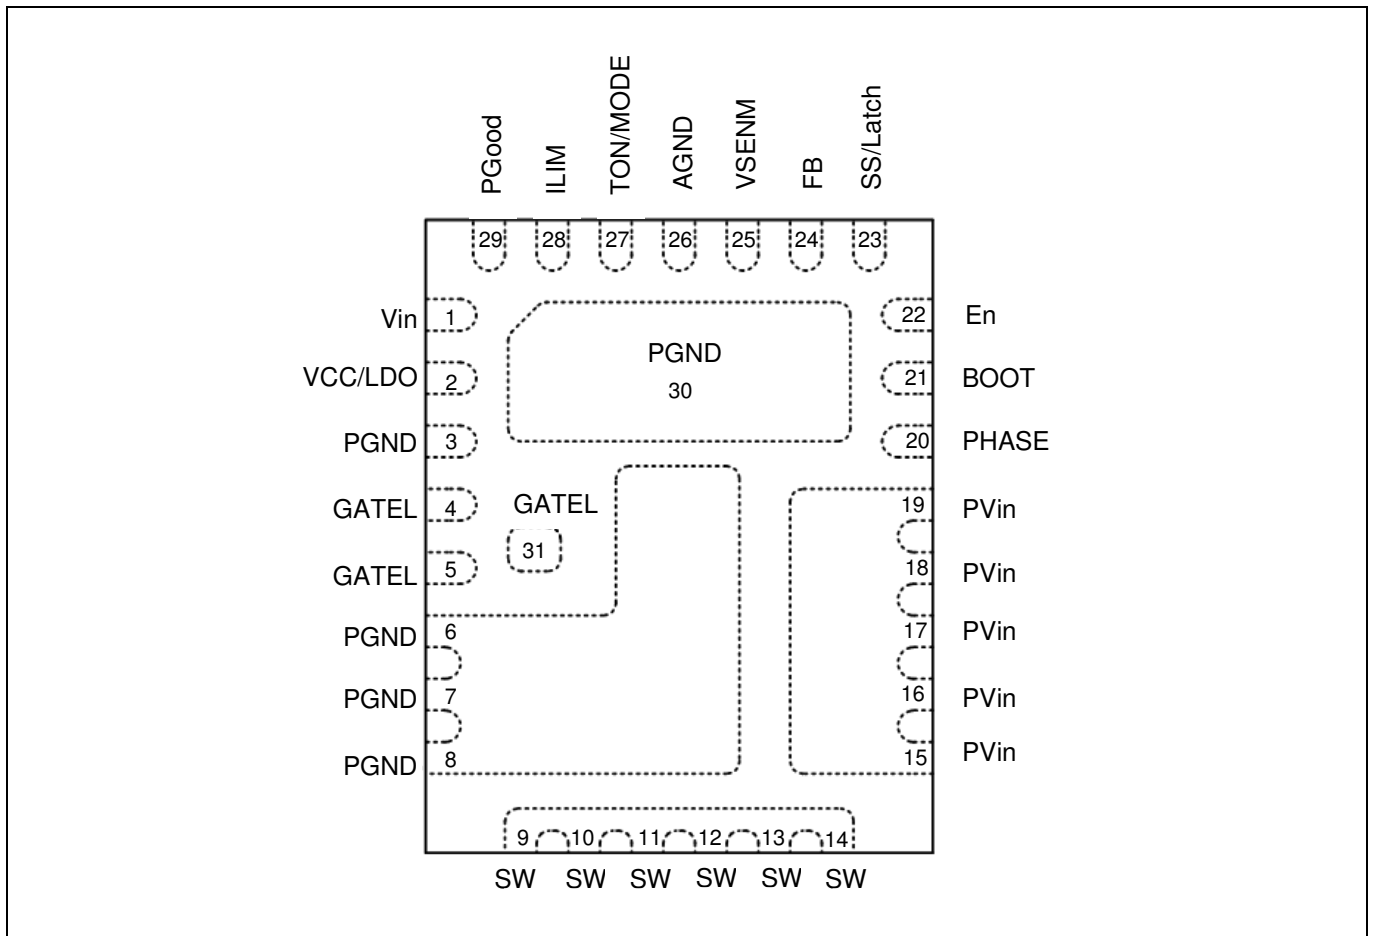 PGood
ILIM
TON/MODE
AGND
VSENM
FB
SS/Latch
29 28 27 26 25 24 23
Vin 1
22 En
PGND
30
VCC/LDO 2
21 BOOT
PGND 3
20 PHASE
GATEL 4
GATEL
31
19 PVin
GATEL 5
18 PVin
PGND 6
17 PVin
PGND 7
16 PVin
PGND 8
15 PVin
9 10 11 12 13 14
SW SW SW SW SW SW